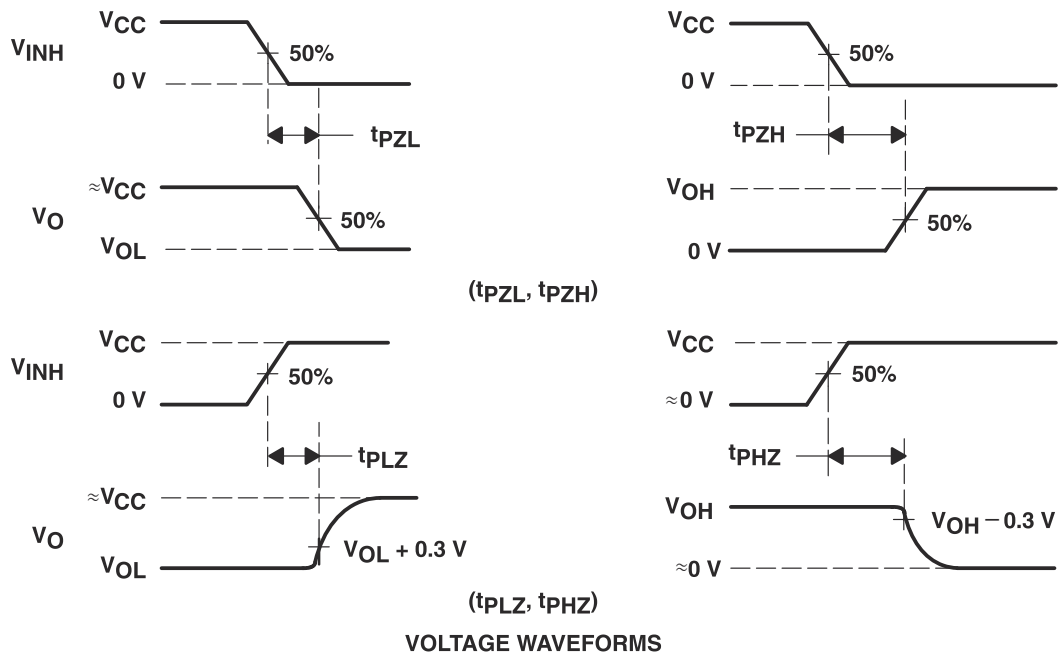 VCC
VINH
50%
0 V
tPZL
≈VCC
VO
50%
VOL
VCC
50%
0 V
tPZH
VOH
50%
0 V
(tPZL, tPZH)
VCC
VINH
50%
0 V
tPLZ
≈VCC
VO
VOL + 0.3 V
VOL
VCC
50%
≈0 V
tPHZ
VOH
VOH – 0.3 V
≈0 V
(tPLZ, tPHZ)
VOLTAGE WAVEFORMS